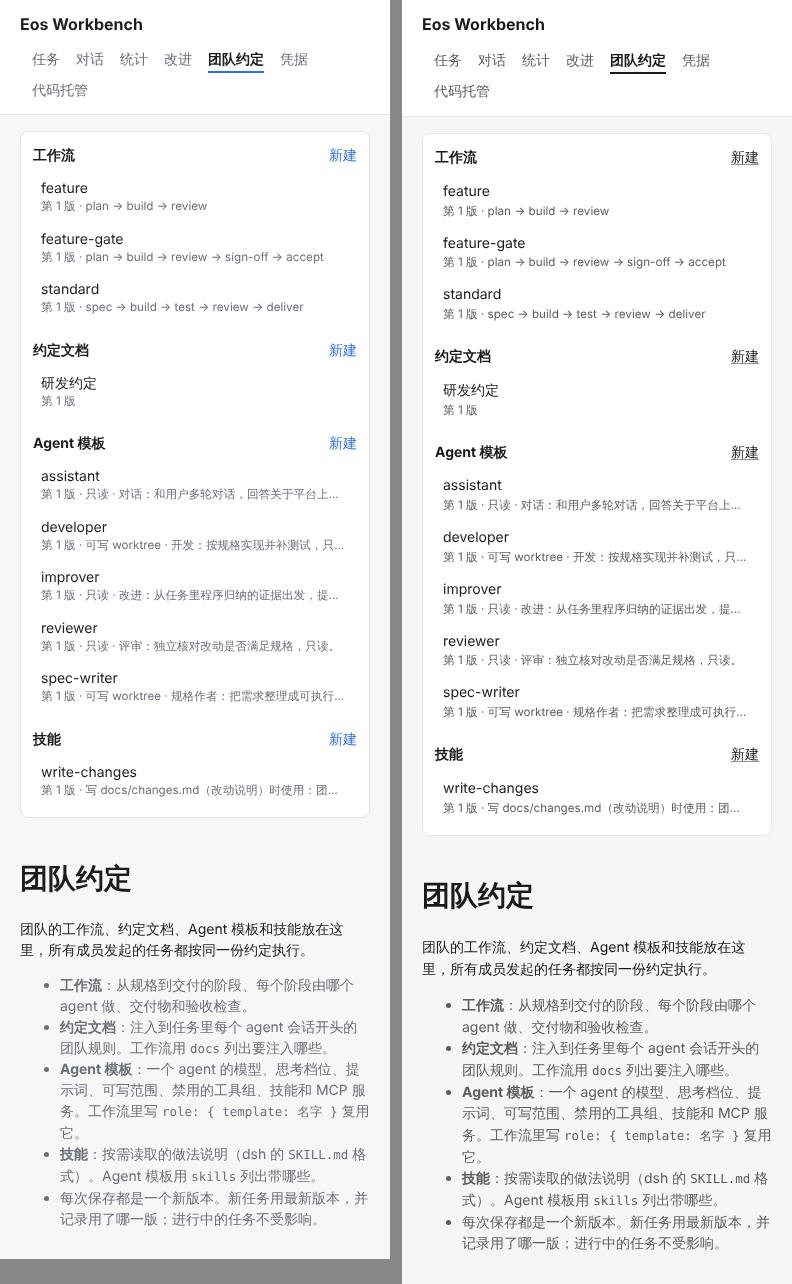 Eos Workbench
任务 对话 统计 改进 团队约定 凭据
代码托管
工作流 新建
feature
第 1 版 · plan → build → review
feature-gate
第 1 版 · plan → build → review → sign-off → accept
standard
第 1 版 · spec → build → test → review → deliver
约定文档 新建
研发约定
第 1 版
Agent 模板 新建
assistant
第 1 版 · 只读 · 对话：和用户多轮对话，回答关于平台上...
developer
第 1 版 · 可写 worktree · 开发：按规格实现并补测试，只...
improver
第 1 版 · 只读 · 改进：从任务里程序归纳的证据出发，提...
reviewer
第 1 版 · 只读 · 评审：独立核对改动是否满足规格，只读。
spec-writer
第 1 版 · 可写 worktree · 规格作者：把需求整理成可执行...
技能 新建
write-changes
第 1 版 · 写 docs/changes.md（改动说明）时使用：团...
团队约定
团队的工作流、约定文档、Agent 模板和技能放在这
里，所有成员发起的任务都按同一份约定执行。
• 工作流：从规格到交付的阶段、每个阶段由哪个
agent 做、交付物和验收检查。
• 约定文档：注入到任务里每个 agent 会话开头的
团队规则。工作流用 docs 列出要注入哪些。
• Agent 模板：一个 agent 的模型、思考档位、提
示词、可写范围、禁用的工具组、技能和 MCP 服
务。工作流里写 role: { template: 名字 } 复用
它。
• 技能：按需读取的做法说明（dsh 的 SKILL.md 格
式）。Agent 模板用 skills 列出带哪些。
• 每次保存都是一个新版本。新任务用最新版本，并
记录用了哪一版；进行中的任务不受影响。
Eos Workbench
任务 对话 统计 改进 团队约定 凭据
代码托管
工作流 新建
feature
第 1 版 · plan → build → review
feature-gate
第 1 版 · plan → build → review → sign-off → accept
standard
第 1 版 · spec → build → test → review → deliver
约定文档 新建
研发约定
第 1 版
Agent 模板 新建
assistant
第 1 版 · 只读 · 对话：和用户多轮对话，回答关于平台上...
developer
第 1 版 · 可写 worktree · 开发：按规格实现并补测试，只...
improver
第 1 版 · 只读 · 改进：从任务里程序归纳的证据出发，提...
reviewer
第 1 版 · 只读 · 评审：独立核对改动是否满足规格，只读。
spec-writer
第 1 版 · 可写 worktree · 规格作者：把需求整理成可执行...
技能 新建
write-changes
第 1 版 · 写 docs/changes.md（改动说明）时使用：团...
团队约定
团队的工作流、约定文档、Agent 模板和技能放在这
里，所有成员发起的任务都按同一份约定执行。
• 工作流：从规格到交付的阶段、每个阶段由哪个
agent 做、交付物和验收检查。
• 约定文档：注入到任务里每个 agent 会话开头的
团队规则。工作流用 docs 列出要注入哪些。
• Agent 模板：一个 agent 的模型、思考档位、提
示词、可写范围、禁用的工具组、技能和 MCP 服
务。工作流里写 role: { template: 名字 } 复用
它。
• 技能：按需读取的做法说明（dsh 的 SKILL.md 格
式）。Agent 模板用 skills 列出带哪些。
• 每次保存都是一个新版本。新任务用最新版本，并
记录用了哪一版；进行中的任务不受影响。